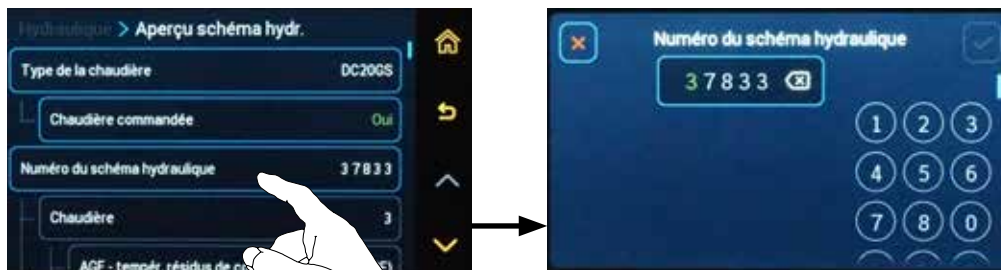 Hydraulique > Aperçu schéma hydr.
Type de la chaudière DC20GS
Chaudière commandée Oui
Numéro du schéma hydraulique 37833
Chaudière 3
AGF - tempér. résidus de
Numéro du schéma hydraulique
37833
1 2 3
4 5 6
7 8 0